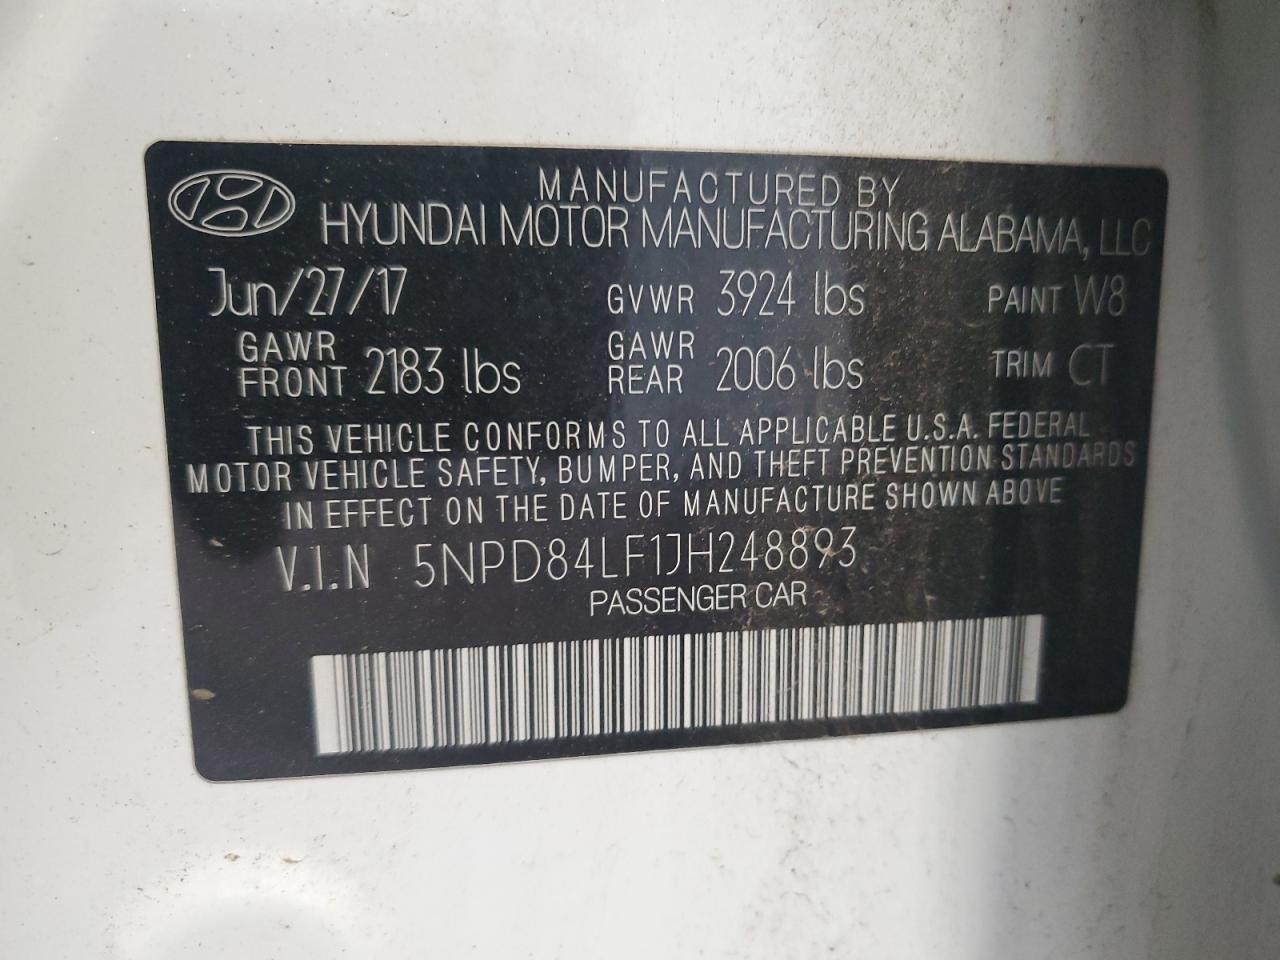 MANUFACTURED BY
HYUNDAI MOTOR MANUFACTURING ALABAMA, LLC
Jun/27/17 GVWR 3924 lbs PAINT W8
GAWR FRONT 2183 lbs GAWR REAR 2006 lbs TRIM CT
THIS VEHICLE CONFORMS TO ALL APPLICABLE U.S.A. FEDERAL
MOTOR VEHICLE SAFETY, BUMPER, AND THEFT PREVENTION STANDARDS
IN EFFECT ON THE DATE OF MANUFACTURE SHOWN ABOVE
V.I.N 5NPD84LF1JH248893
PASSENGER CAR